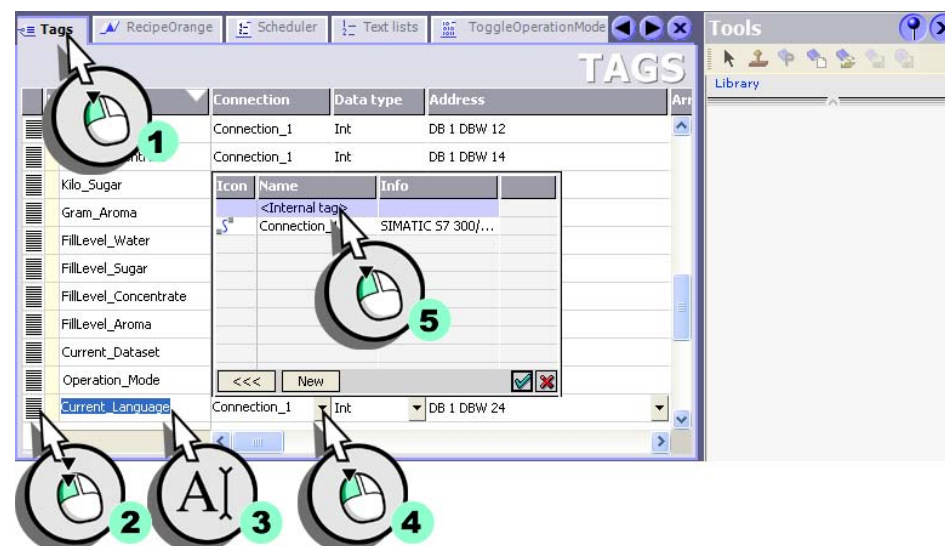 Tags RecipeOrange Scheduler Text lists ToggleOperationMode Tools
TAGS
Library
Connection Data type Address Arr
Connection_1 Int DB 1 DBW 12
Connection_1 Int DB 1 DBW 14
Kilo_Sugar
Icon Name Info
Gram_Aroma
<Internal tag>
Connection_ SIMATIC S7 300/...
FillLevel_Water
FillLevel_Sugar
FillLevel_Concentrate
FillLevel_Aroma
Current_Dataset
Operation_Mode
<<< New
Current_Language Connection_1 Int DB 1 DBW 24
1
5
2
A
3
4